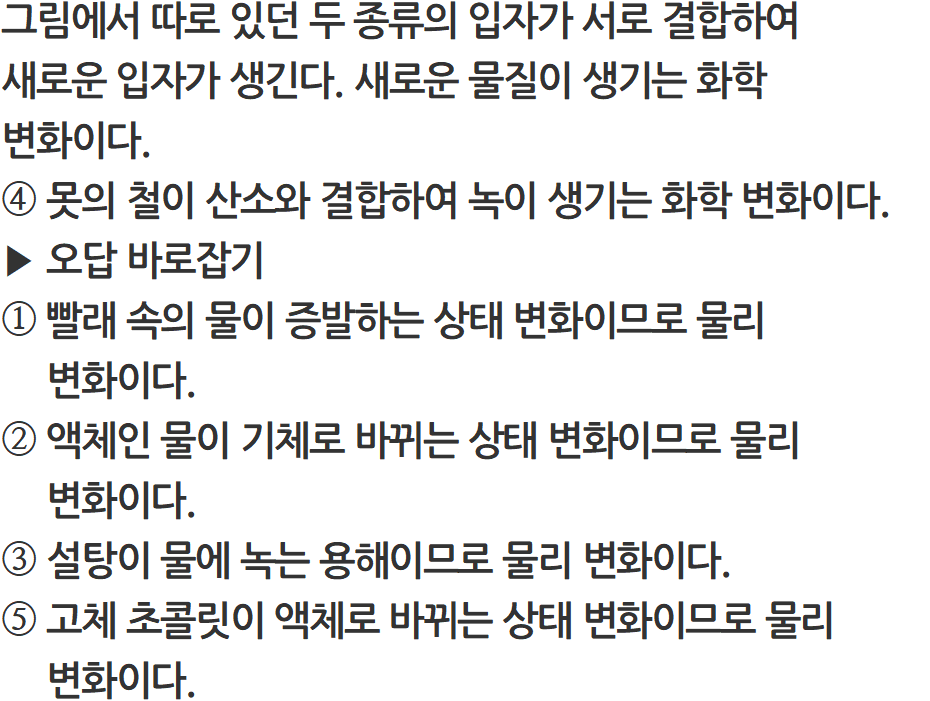 그림에서 따로 있던 두 종류의 입자가 서로 결합하여
새로운 입자가 생긴다. 새로운 물질이 생기는 화학
변화이다.
④ 못의 철이 산소와 결합하여 녹이 생기는 화학 변화이다.
▶ 오답 바로잡기
① 빨래 속의 물이 증발하는 상태 변화이므로 물리
변화이다.
② 액체인 물이 기체로 바뀌는 상태 변화이므로 물리
변화이다.
③ 설탕이 물에 녹는 용해이므로 물리 변화이다.
⑤ 고체 초콜릿이 액체로 바뀌는 상태 변화이므로 물리
변화이다.